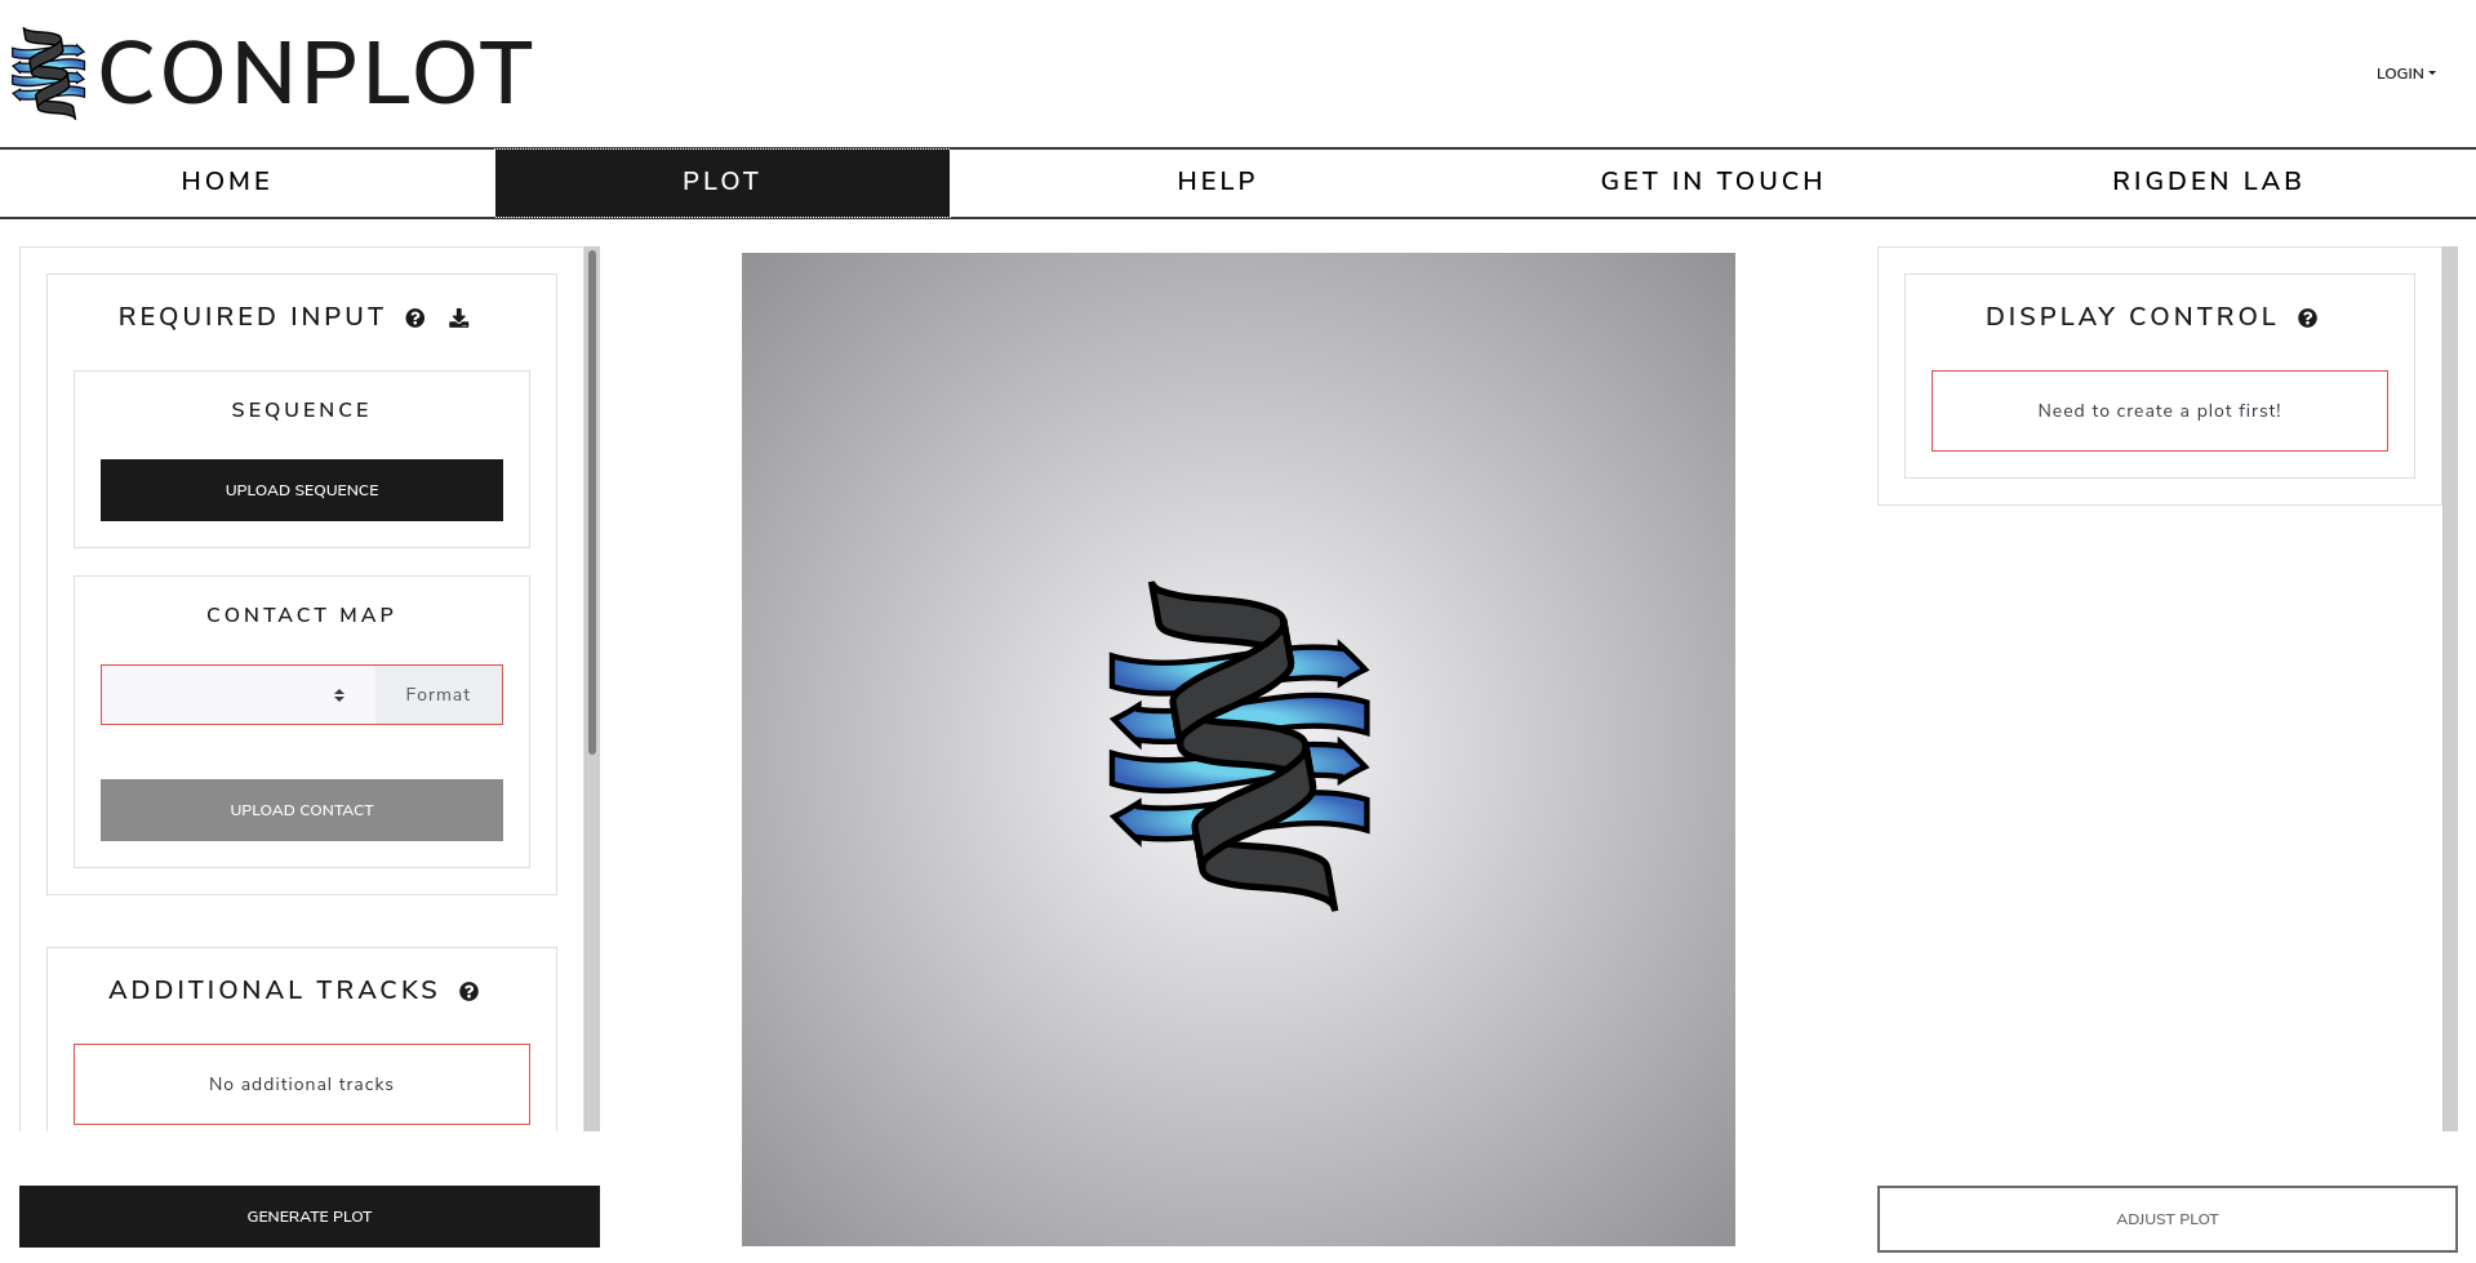 CONPLOT
LOGIN
HOME
PLOT
HELP
GET IN TOUCH
RIGDEN LAB
REQUIRED INPUT
SEQUENCE
UPLOAD SEQUENCE
CONTACT MAP
Format
UPLOAD CONTACT
ADDITIONAL TRACKS
No additional tracks
GENERATE PLOT
DISPLAY CONTROL
Need to create a plot first!
ADJUST PLOT